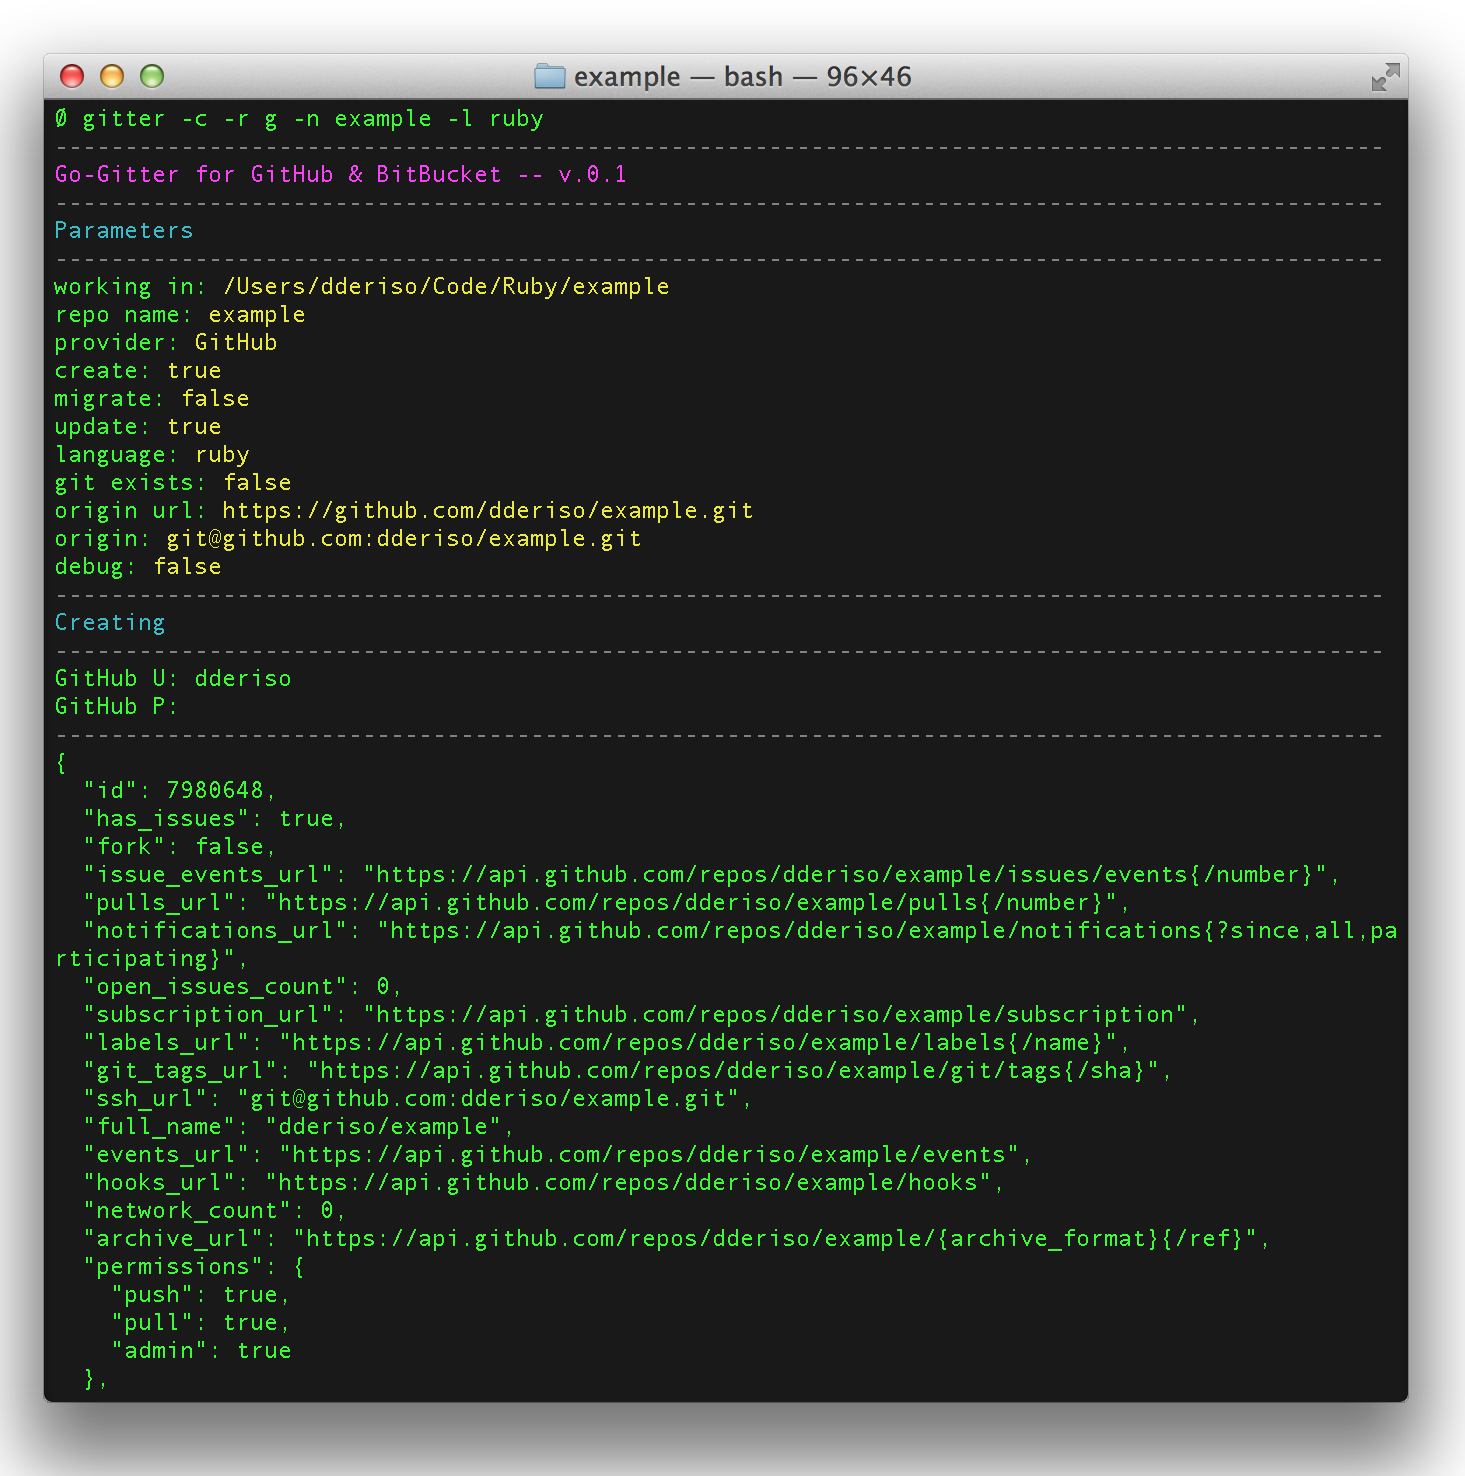 example — bash — 96×46
Ø gitter -c -r g -n example -l ruby
-----------------------------------------------------------------------------------------------
Go-Gitter for GitHub & BitBucket -- v.0.1
-----------------------------------------------------------------------------------------------
Parameters
-----------------------------------------------------------------------------------------------
working in: /Users/dderiso/Code/Ruby/example
repo name: example
provider: GitHub
create: true
migrate: false
update: true
language: ruby
git exists: false
origin url: https://github.com/dderiso/example.git
origin: git@github.com:dderiso/example.git
debug: false
-----------------------------------------------------------------------------------------------
Creating
-----------------------------------------------------------------------------------------------
GitHub U: dderiso
GitHub P:
-----------------------------------------------------------------------------------------------
{
  "id": 7980648,
  "has_issues": true,
  "fork": false,
  "issue_events_url": "https://api.github.com/repos/dderiso/example/issues/events{/number}",
  "pulls_url": "https://api.github.com/repos/dderiso/example/pulls{/number}",
  "notifications_url": "https://api.github.com/repos/dderiso/example/notifications{?since,all,pa
rticipating}",
  "open_issues_count": 0,
  "subscription_url": "https://api.github.com/repos/dderiso/example/subscription",
  "labels_url": "https://api.github.com/repos/dderiso/example/labels{/name}",
  "git_tags_url": "https://api.github.com/repos/dderiso/example/git/tags{/sha}",
  "ssh_url": "git@github.com:dderiso/example.git",
  "full_name": "dderiso/example",
  "events_url": "https://api.github.com/repos/dderiso/example/events",
  "hooks_url": "https://api.github.com/repos/dderiso/example/hooks",
  "network_count": 0,
  "archive_url": "https://api.github.com/repos/dderiso/example/{archive_format}{/ref}",
  "permissions": {
    "push": true,
    "pull": true,
    "admin": true
  },